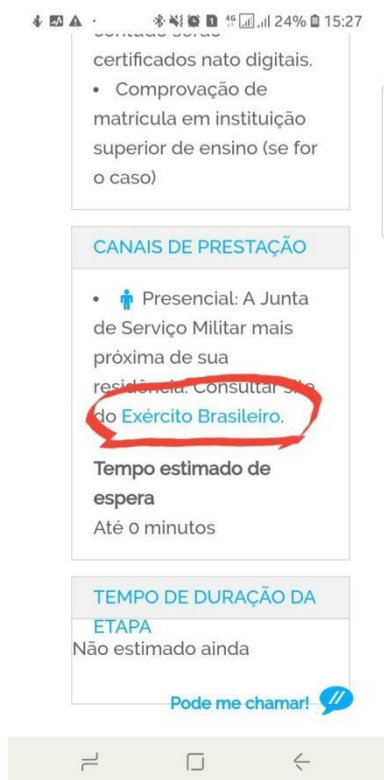 24% 15:27
certificados nato digitais.
• Comprovação de
matrícula em instituição
superior de ensino (se for
o caso)
CANAIS DE PRESTAÇÃO
• Presencial: A Junta
de Serviço Militar mais
próxima de sua
residência. Consultar site
do Exército Brasileiro.
Tempo estimado de
espera
Até 0 minutos
TEMPO DE DURAÇÃO DA
ETAPA
Não estimado ainda
Pode me chamar!